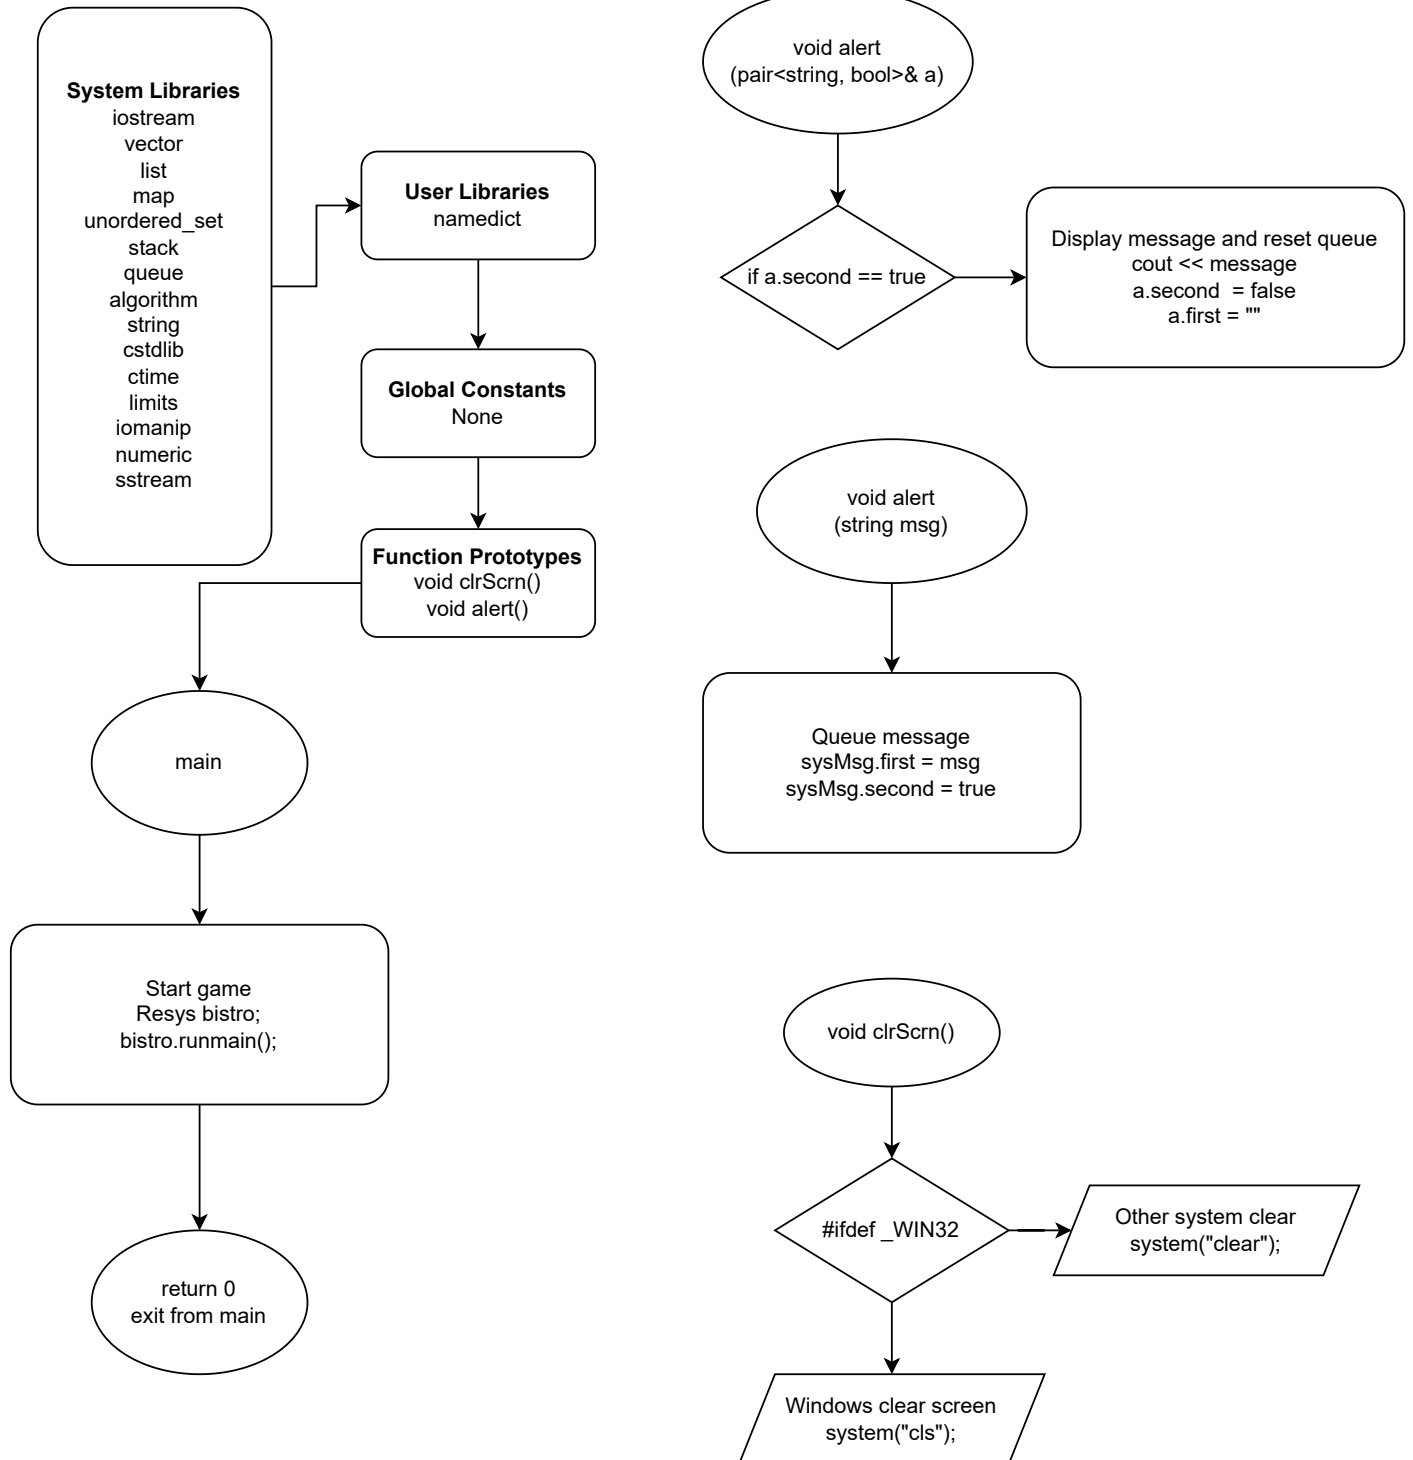 System Libraries
iostream
vector
list
map
unordered_set
stack
queue
algorithm
string
cstdlib
ctime
limits
iomanip
numeric
sstream
User Libraries
namedict
Global Constants
None
Function Prototypes
void clrScrn()
void alert()
main
Start game
Resys bistro;
bistro.runmain();
return 0
exit from main
void alert
(pair<string, bool>& a)
if a.second == true
Display message and reset queue
cout << message
a.second  = false
a.first = ""
void alert
(string msg)
Queue message
sysMsg.first = msg
sysMsg.second = true
void clrScrn()
#ifdef _WIN32
Other system clear
system("clear");
Windows clear screen
system("cls");